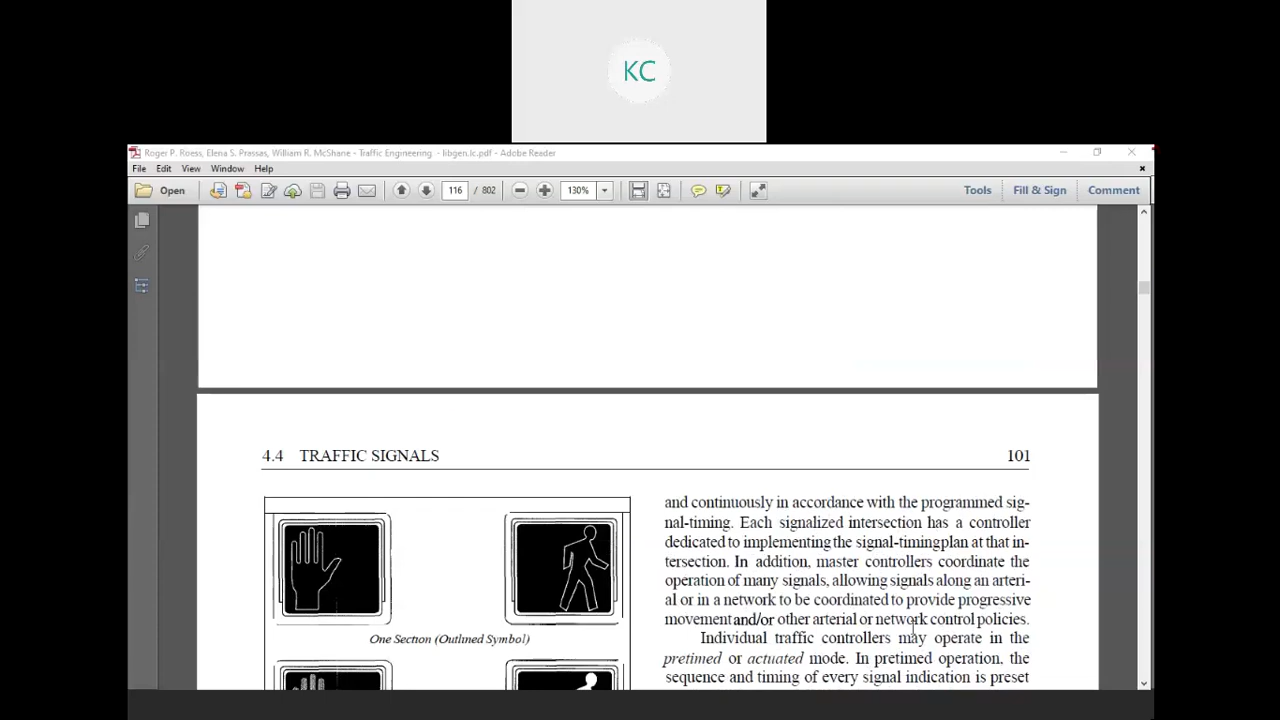 KC
Roger P. Roess, Elena S. Prassas, William R. McShane - Traffic Engineering - libgen.lc.pdf - Adobe Reader
File Edit View Window Help
Open 116 / 802 130% Tools Fill & Sign Comment
4.4 TRAFFIC SIGNALS 101
One Section (Outlined Symbol)
and continuously in accordance with the programmed sig-
nal-timing. Each signalized intersection has a controller
dedicated to implementing the signal-timing plan at that in-
tersection. In addition, master controllers coordinate the
operation of many signals, allowing signals along an arteri-
al or in a network to be coordinated to provide progressive
movement and/or other arterial or network control policies.
Individual traffic controllers may operate in the
pretimed or actuated mode. In pretimed operation, the
sequence and timing of every signal indication is preset